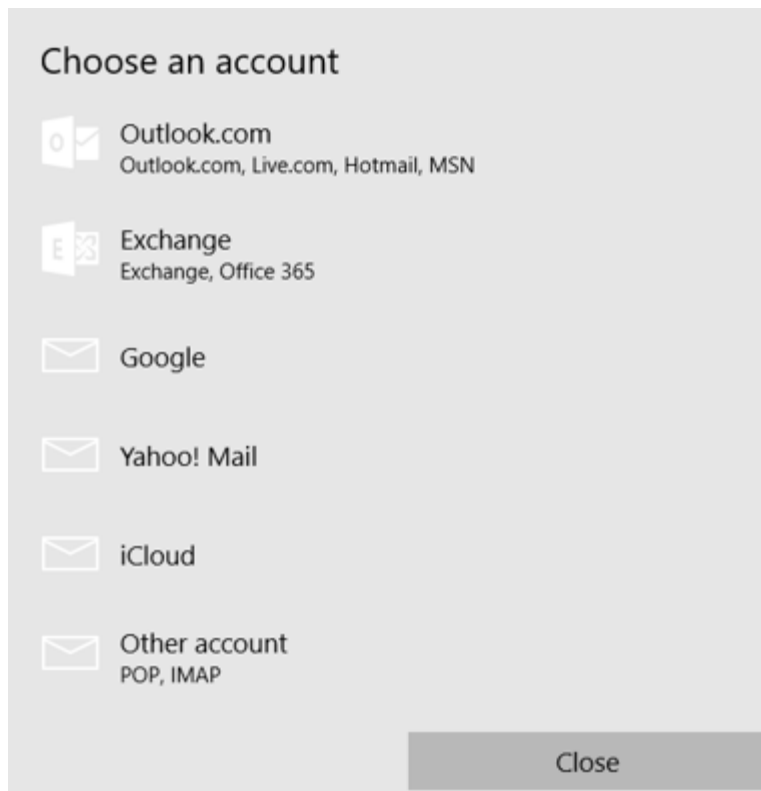 Choose an account
O
Outlook.com
Outlook.com, Live.com, Hotmail, MSN
E
Exchange
Exchange, Office 365
Google
Yahoo! Mail
iCloud
Other account
POP, IMAP
Close